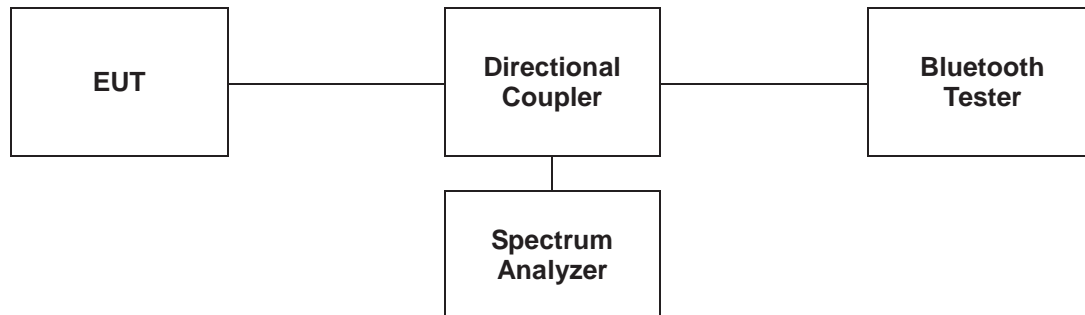 EUT
Directional
Coupler
Bluetooth
Tester
Spectrum
Analyzer